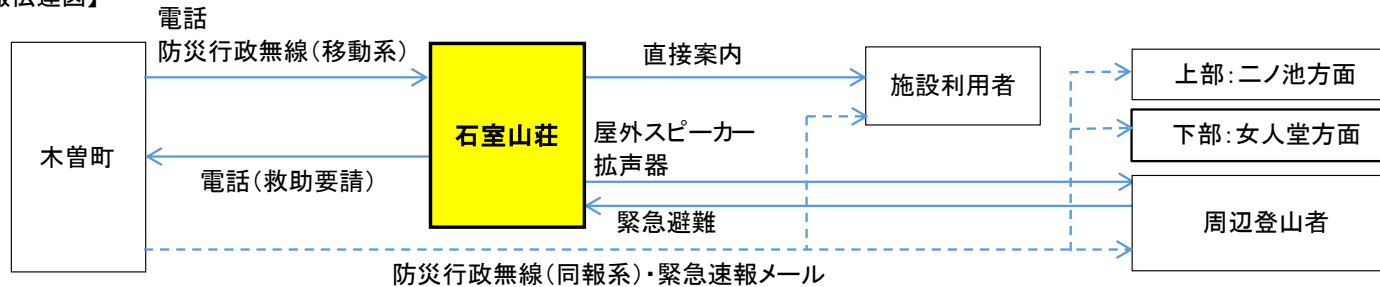 報伝達図】
電話
防災行政無線(移動系)
直接案内
木曽町
石室山荘
施設利用者
上部:二ノ池方面
下部:女人堂方面
屋外スピーカー
拡声器
電話(救助要請)
緊急避難
周辺登山者
防災行政無線(同報系)・緊急速報メール